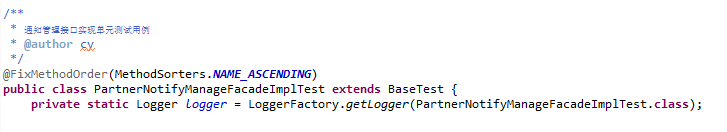 /**
 * 通知管理接口实现单元测试用例
 * @author cy
 */
@FixMethodOrder(MethodSorters.NAME_ASCENDING)
public class PartnerNotifyManageFacadeImplTest extends BaseTest {
    private static Logger logger = LoggerFactory.getLogger(PartnerNotifyManageFacadeImplTest.class);